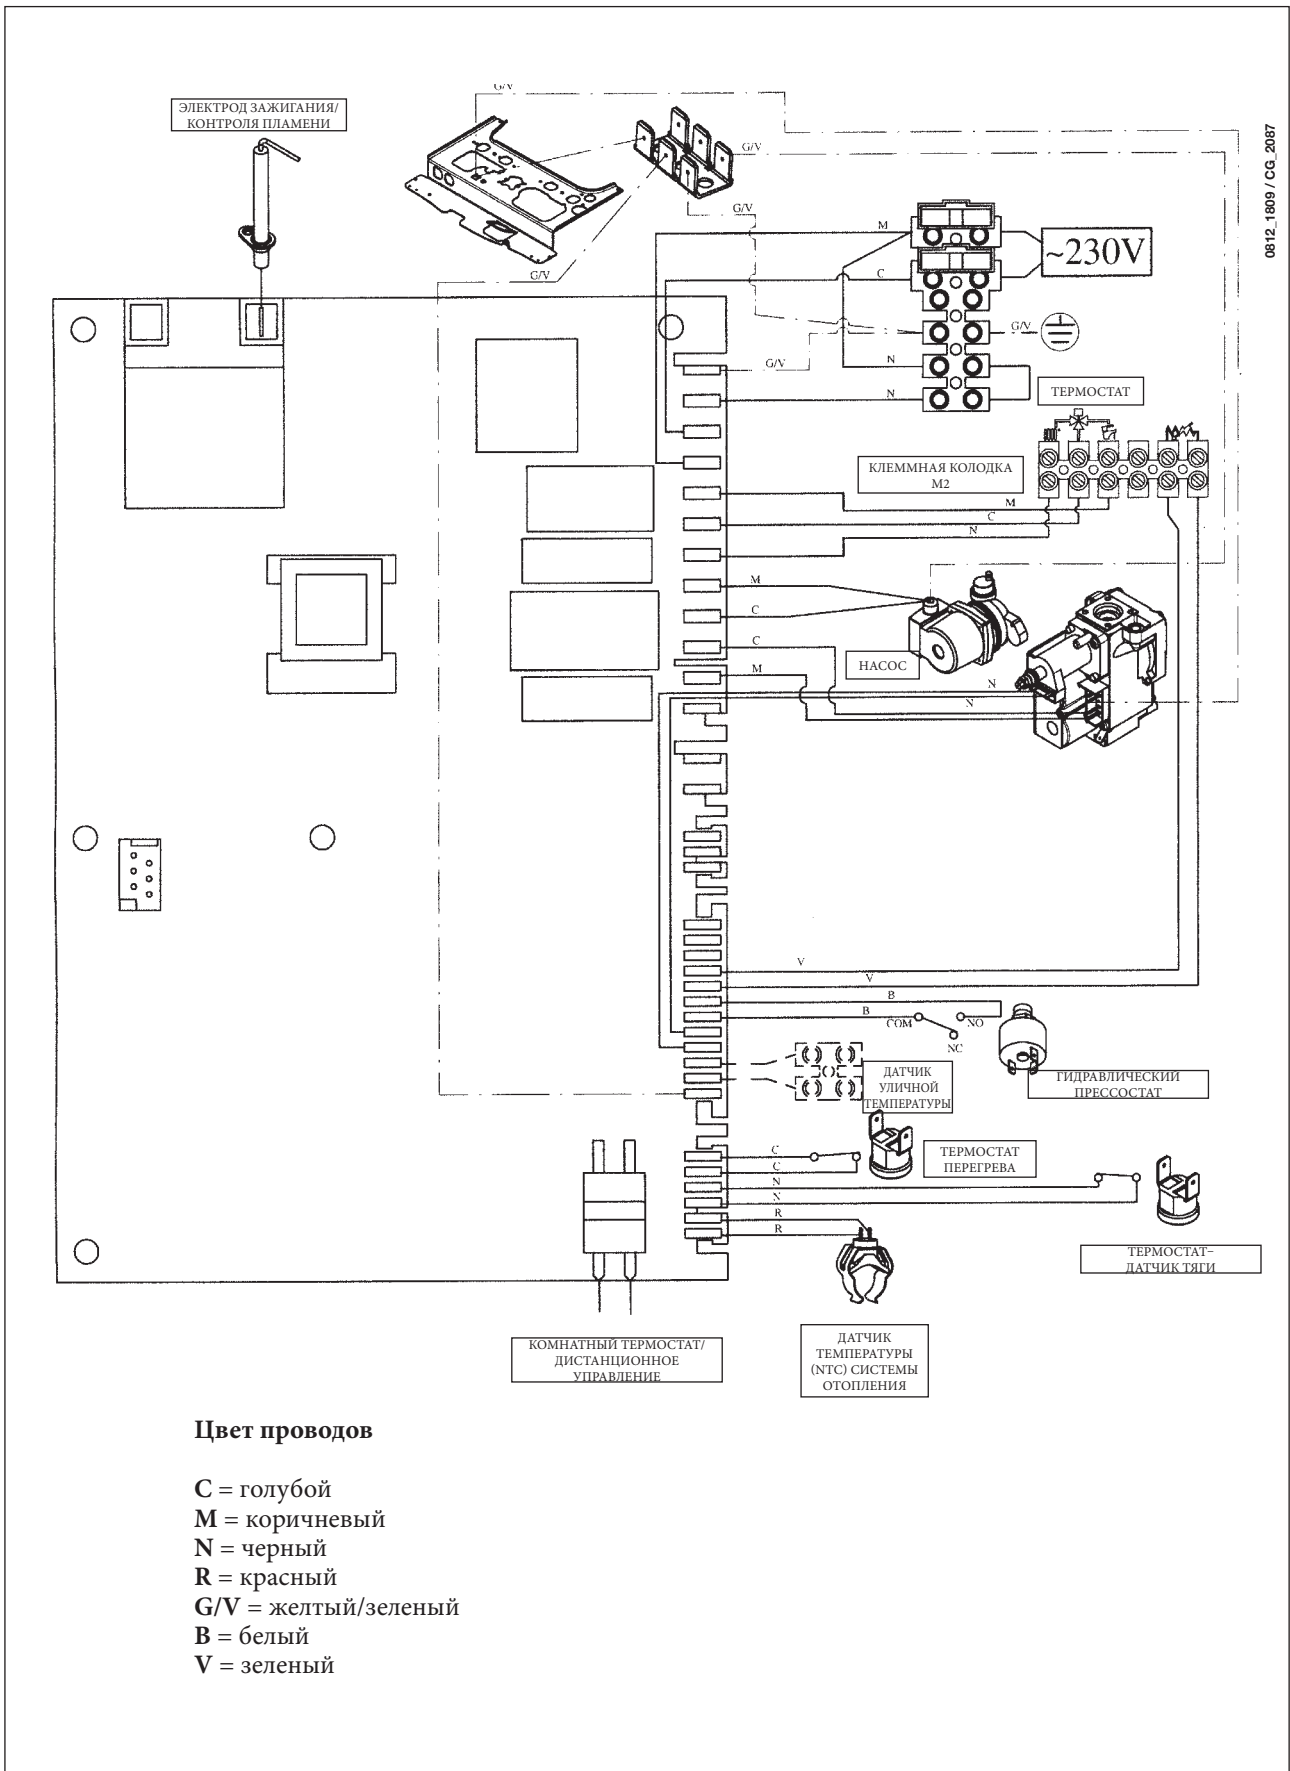 G/V
ЭЛЕКТРОД ЗАЖИГАНИЯ/
КОНТРОЛЯ ПЛАМЕНИ
0812_1809 / CG_2087
G/V
G/V
M
~230V
G/V
C
G/V
G/V
N
N
ТЕРМОСТАТ
КЛЕММНАЯ КОЛОДКА
М2
M
C
N
M
C
C
НАСОС
M
N
N
V
V
B
B
COM
NO
NC
ДАТЧИК
УЛИЧНОЙ
ТЕМПЕРАТУРЫ
ГИДРАВЛИЧЕСКИЙ
ПРЕССОСТАТ
C
C
ТЕРМОСТАТ
ПЕРЕГРЕВА
N
N
R
R
ТЕРМОСТАТ–
ДАТЧИК ТЯГИ
КОМНАТНЫЙ ТЕРМОСТАТ/
ДИСТАНЦИОННОЕ
УПРАВЛЕНИЕ
ДАТЧИК
ТЕМПЕРАТУРЫ
(NTC) СИСТЕМЫ
ОТОПЛЕНИЯ
Цвет проводов
C = голубой
M = коричневый
N = черный
R = красный
G/V = желтый/зеленый
B = белый
V = зеленый